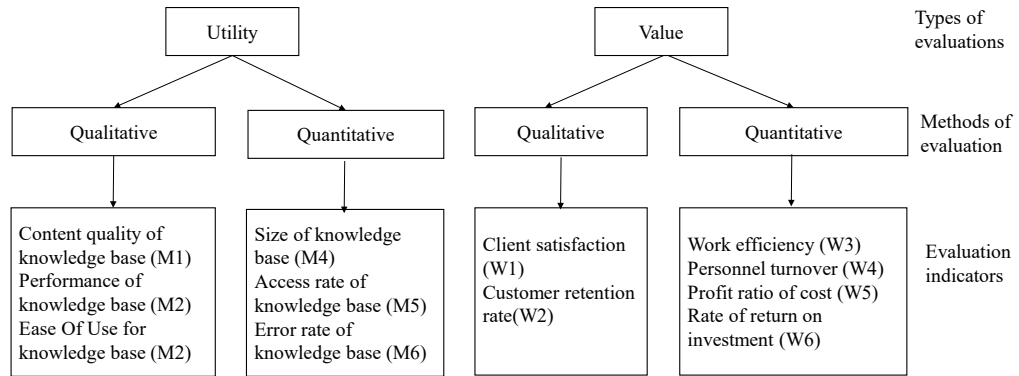 Utility
Value
Types of
evaluations
Qualitative
Quantitative
Qualitative
Quantitative
Methods of
evaluation
Content quality of
knowledge base (M1)
Performance of
knowledge base (M2)
Ease Of Use for
knowledge base (M2)
Size of knowledge
base (M4)
Access rate of
knowledge base (M5)
Error rate of
knowledge base (M6)
Client satisfaction
(W1)
Customer retention
rate(W2)
Work efficiency (W3)
Personnel turnover (W4)
Profit ratio of cost (W5)
Rate of return on
investment (W6)
Evaluation
indicators